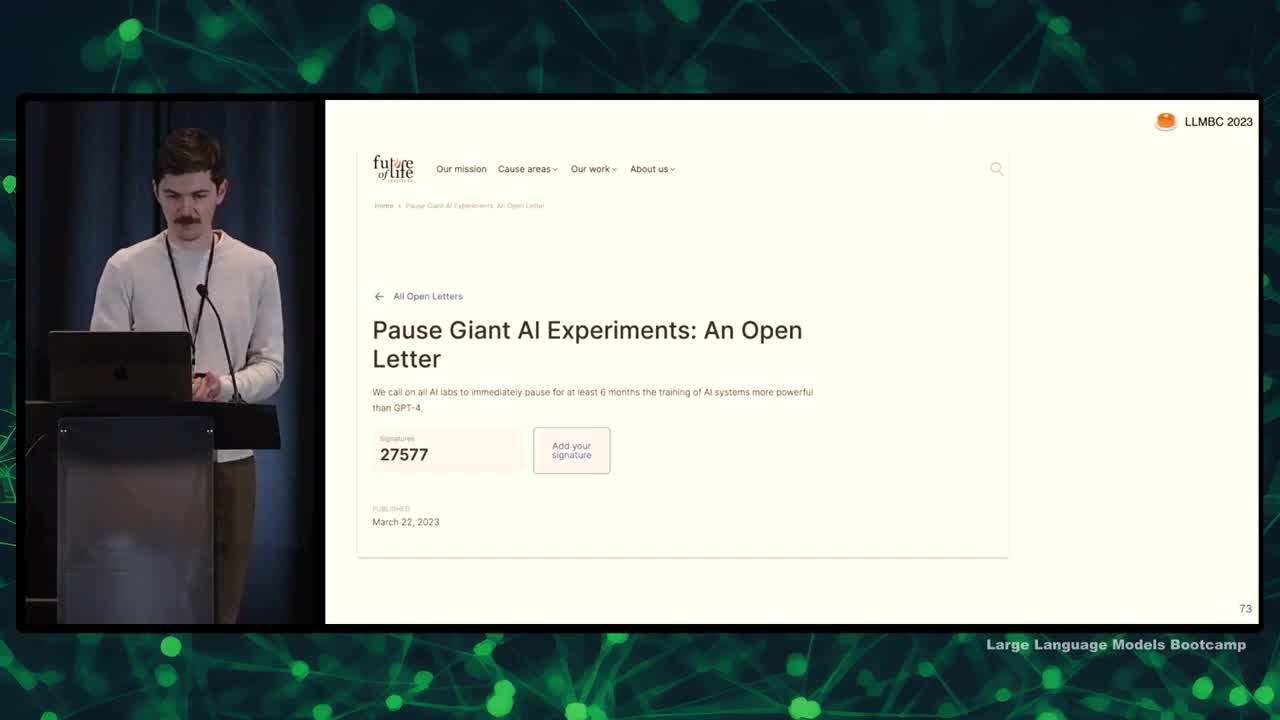 LLMBC 2023
future
of life
INSTITUTE
Our mission Cause areas Our work About us
Home Pause Giant AI Experiments: An Open Letter
← All Open Letters
Pause Giant AI Experiments: An Open
Letter
We call on all AI labs to immediately pause for at least 6 months the training of AI systems more powerful
than GPT-4.
Signatures
27577
Add your
signature
PUBLISHED
March 22, 2023
73
Large Language Models Bootcamp